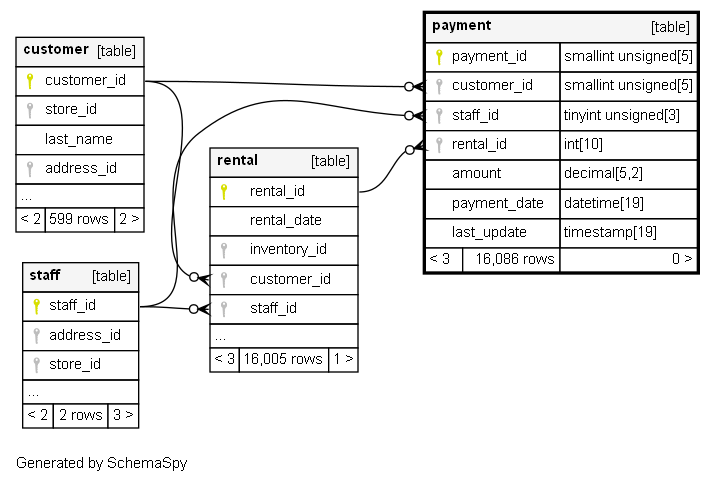 customer [table]
customer_id
store_id
last_name
address_id
...
< 2 599 rows 2 >
staff [table]
staff_id
address_id
store_id
...
< 2 2 rows 3 >
rental [table]
rental_id
rental_date
inventory_id
customer_id
staff_id
...
< 3 16,005 rows 1 >
payment [table]
payment_id smallint unsigned[5]
customer_id smallint unsigned[5]
staff_id tinyint unsigned[3]
rental_id int[10]
amount decimal[5,2]
payment_date datetime[19]
last_update timestamp[19]
< 3 16,086 rows 0 >
Generated by SchemaSpy